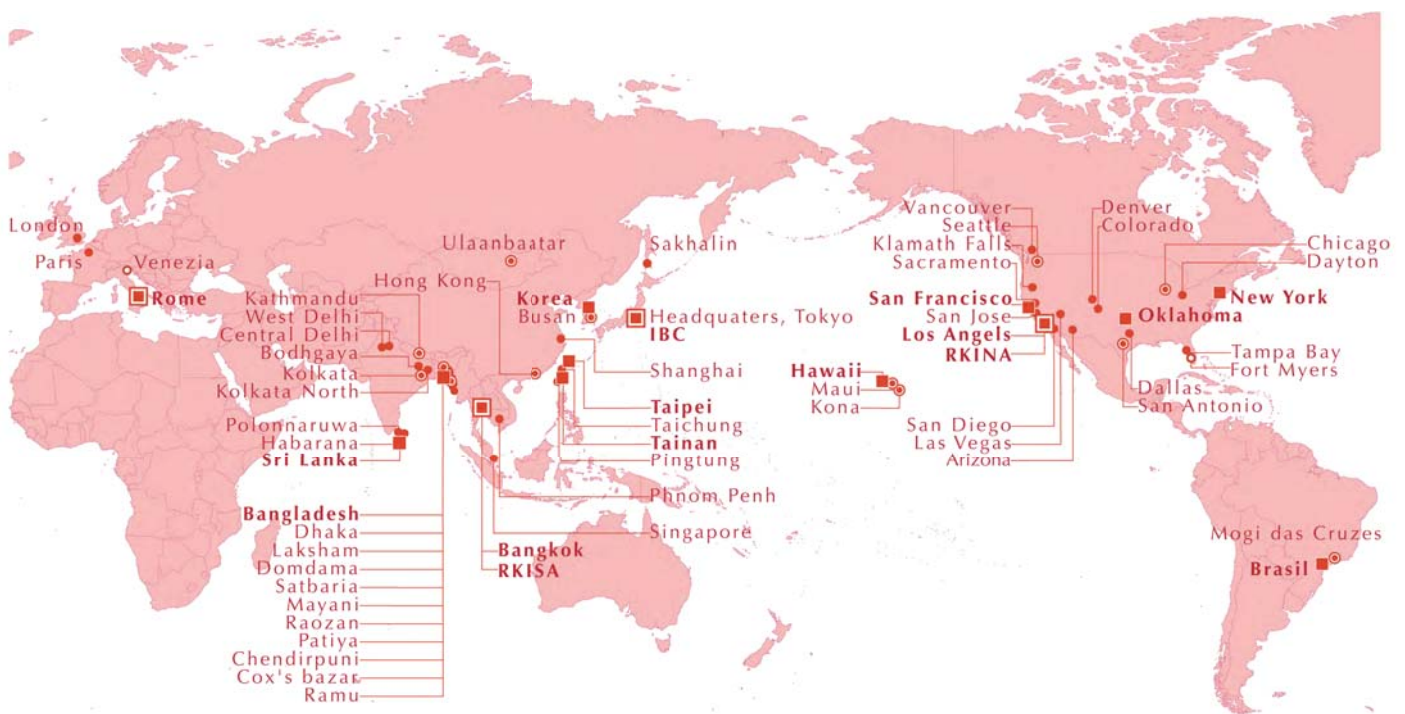 London
Paris
Venezia
Rome
Ulaanbaatar
Hong Kong
Kathmandu
West Delhi
Central Delhi
Bodhgaya
Kolkata
Kolkata North
Polonnaruwa
Habarana
Sri Lanka
Bangladesh
Dhaka
Laksham
Domdama
Satbaria
Mayani
Raozan
Patiya
Chendirpuni
Cox's bazar
Ramu
Korea
Busan
Sakhalin
Headquaters, Tokyo
IBC
Shanghai
Taipei
Taichung
Tainan
Pingtung
Phnom Penh
Singapore
Bangkok
RKISA
Vancouver
Seattle
Klamath Falls
Sacramento
San Francisco
San Jose
Los Angels
RKINA
Hawaii
Maui
Kona
San Diego
Las Vegas
Arizona
Denver
Colorado
Chicago
Dayton
New York
Oklahoma
Tampa Bay
Fort Myers
Dallas
San Antonio
Mogi das Cruzes
Brasil